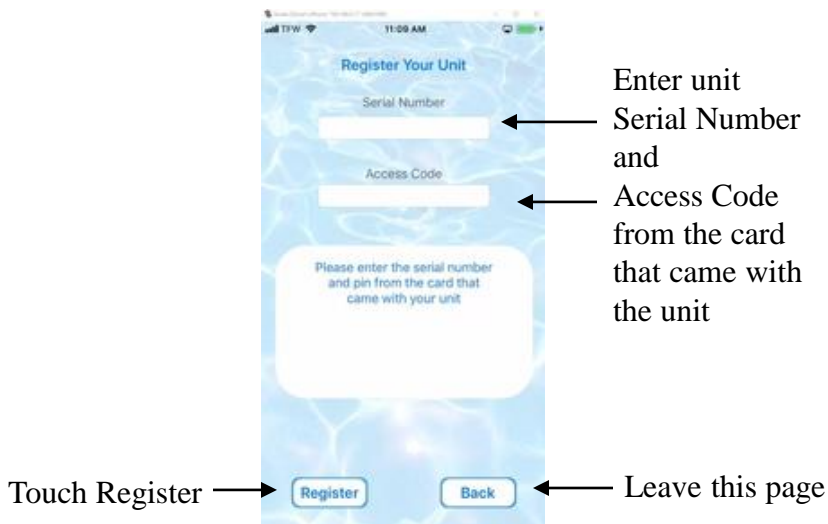 TFW 11:09 AM
Register Your Unit
Serial Number
Access Code
Please enter the serial number
and pin from the card that
came with your unit
Register
Back
Enter unit
Serial Number
and
Access Code
from the card
that came with
the unit
Touch Register
Leave this page